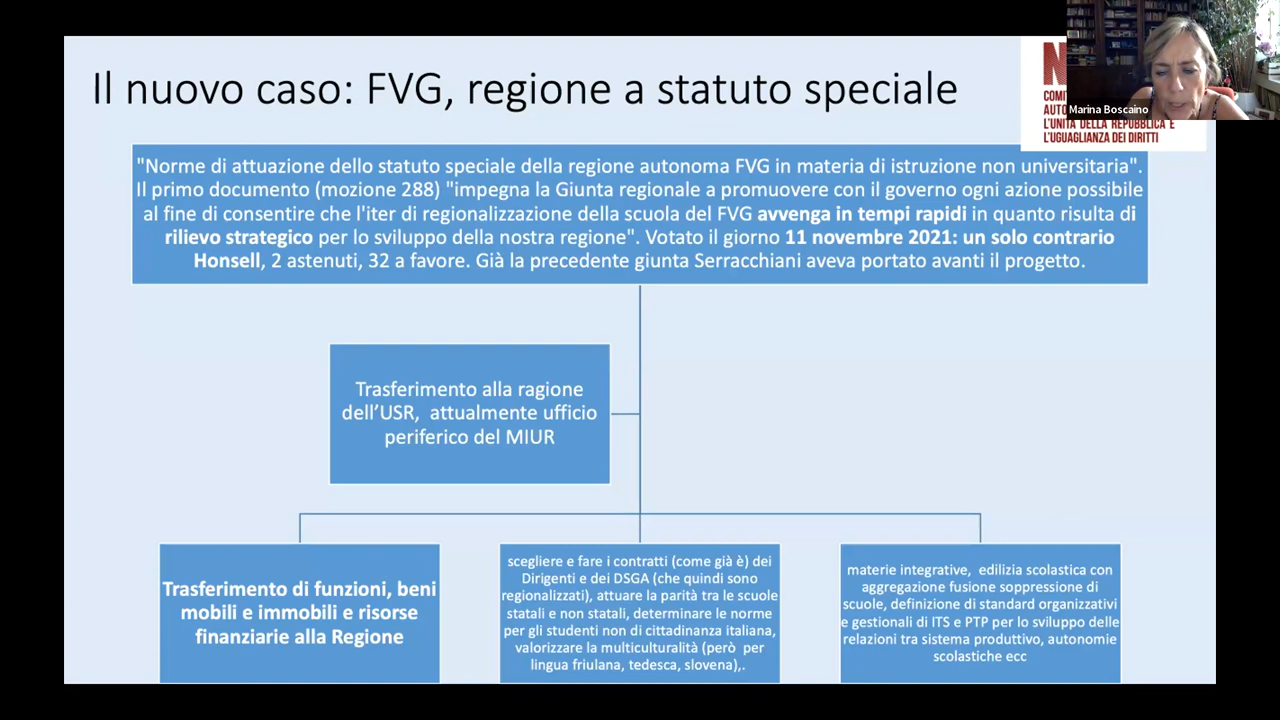 Il nuovo caso: FVG, regione a statuto speciale
Marina Boscaino
L'UNITÀ DELLA REPUBBLICA E
L'UGUAGLIANZA DEI DIRITTI
"Norme di attuazione dello statuto speciale della regione autonoma FVG in materia di istruzione non universitaria".
Il primo documento (mozione 288) "impegna la Giunta regionale a promuovere con il governo ogni azione possibile
al fine di consentire che l'iter di regionalizzazione della scuola del FVG avvenga in tempi rapidi in quanto risulta di
rilievo strategico per lo sviluppo della nostra regione". Votato il giorno 11 novembre 2021: un solo contrario
Honsell, 2 astenuti, 32 a favore. Già la precedente giunta Serracchiani aveva portato avanti il progetto.
Trasferimento alla ragione
dell'USR, attualmente ufficio
periferico del MIUR
Trasferimento di funzioni, beni
mobili e immobili e risorse
finanziarie alla Regione
scegliere e fare i contratti (come già è) dei
Dirigenti e dei DSGA (che quindi sono
regionalizzati), attuare la parità tra le scuole
statali e non statali, determinare le norme
per gli studenti non di cittadinanza italiana,
valorizzare la multiculturalità (però per
lingua friulana, tedesca, slovena),.
materie integrative, edilizia scolastica con
aggregazione fusione soppressione di
scuole, definizione di standard organizzativi
e gestionali di ITS e PTP per lo sviluppo delle
relazioni tra sistema produttivo, autonomie
scolastiche ecc